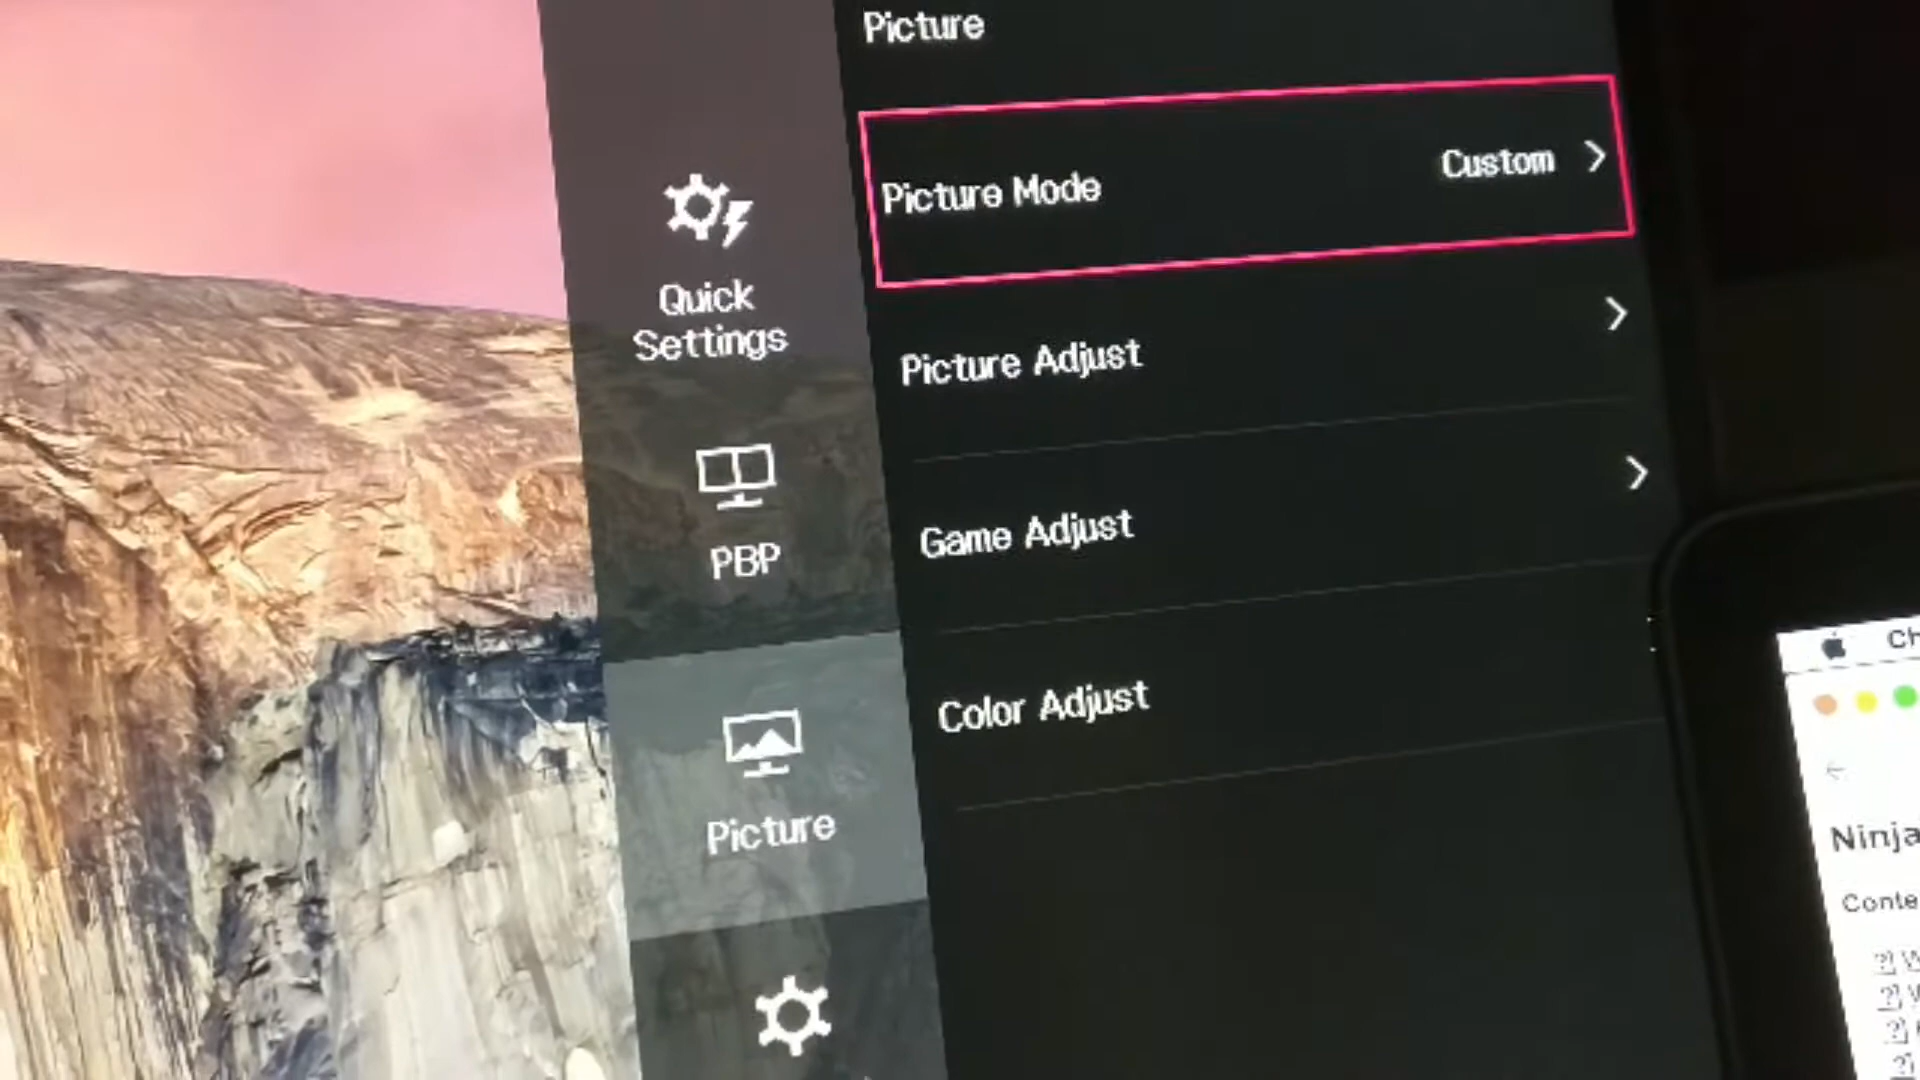 Picture
Picture Mode
Custom
Picture Adjust
Game Adjust
Color Adjust
Quick
Settings
PBP
Picture
Ninja